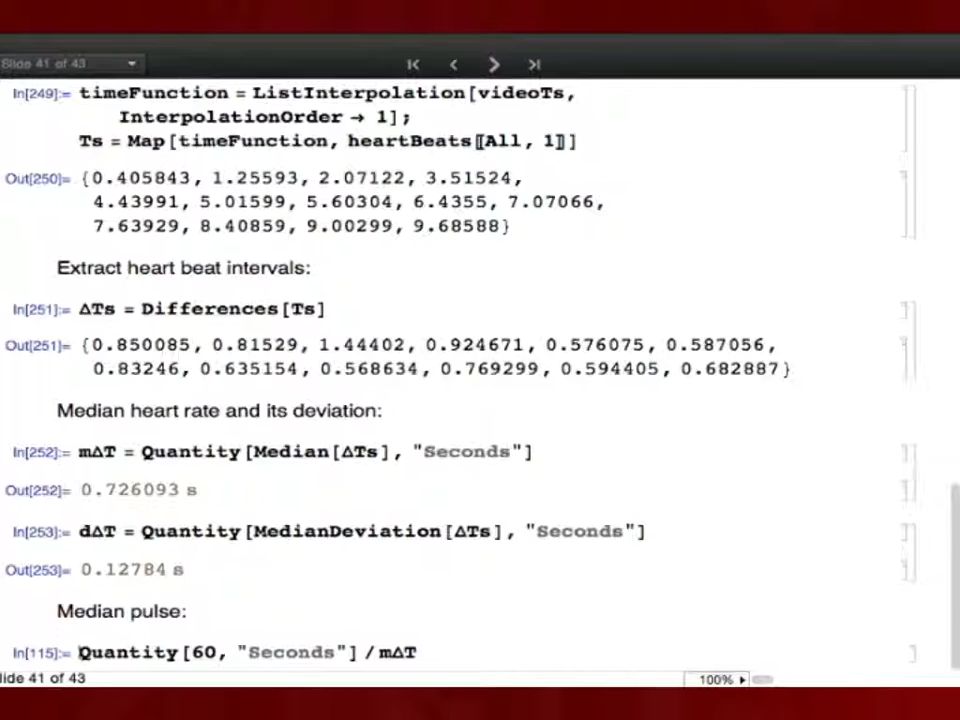 Slide 41 of 43
In[249]:= timeFunction = ListInterpolation[videoTs,
InterpolationOrder → 1];
Ts = Map[timeFunction, heartBeats〚All, 1〛]
Out[250]= {0.405843, 1.25593, 2.07122, 3.51524,
4.43991, 5.01599, 5.60304, 6.4355, 7.07066,
7.63929, 8.40859, 9.00299, 9.68588}
Extract heart beat intervals:
In[251]:= ΔTs = Differences[Ts]
Out[251]= {0.850085, 0.81529, 1.44402, 0.924671, 0.576075, 0.587056,
0.83246, 0.635154, 0.568634, 0.769299, 0.594405, 0.682887}
Median heart rate and its deviation:
In[252]:= mΔT = Quantity[Median[ΔTs], "Seconds"]
Out[252]= 0.726093 s
In[253]:= dΔT = Quantity[MedianDeviation[ΔTs], "Seconds"]
Out[253]= 0.12784 s
Median pulse:
In[115]:= Quantity[60, "Seconds"] / mΔT
lide 41 of 43
100%